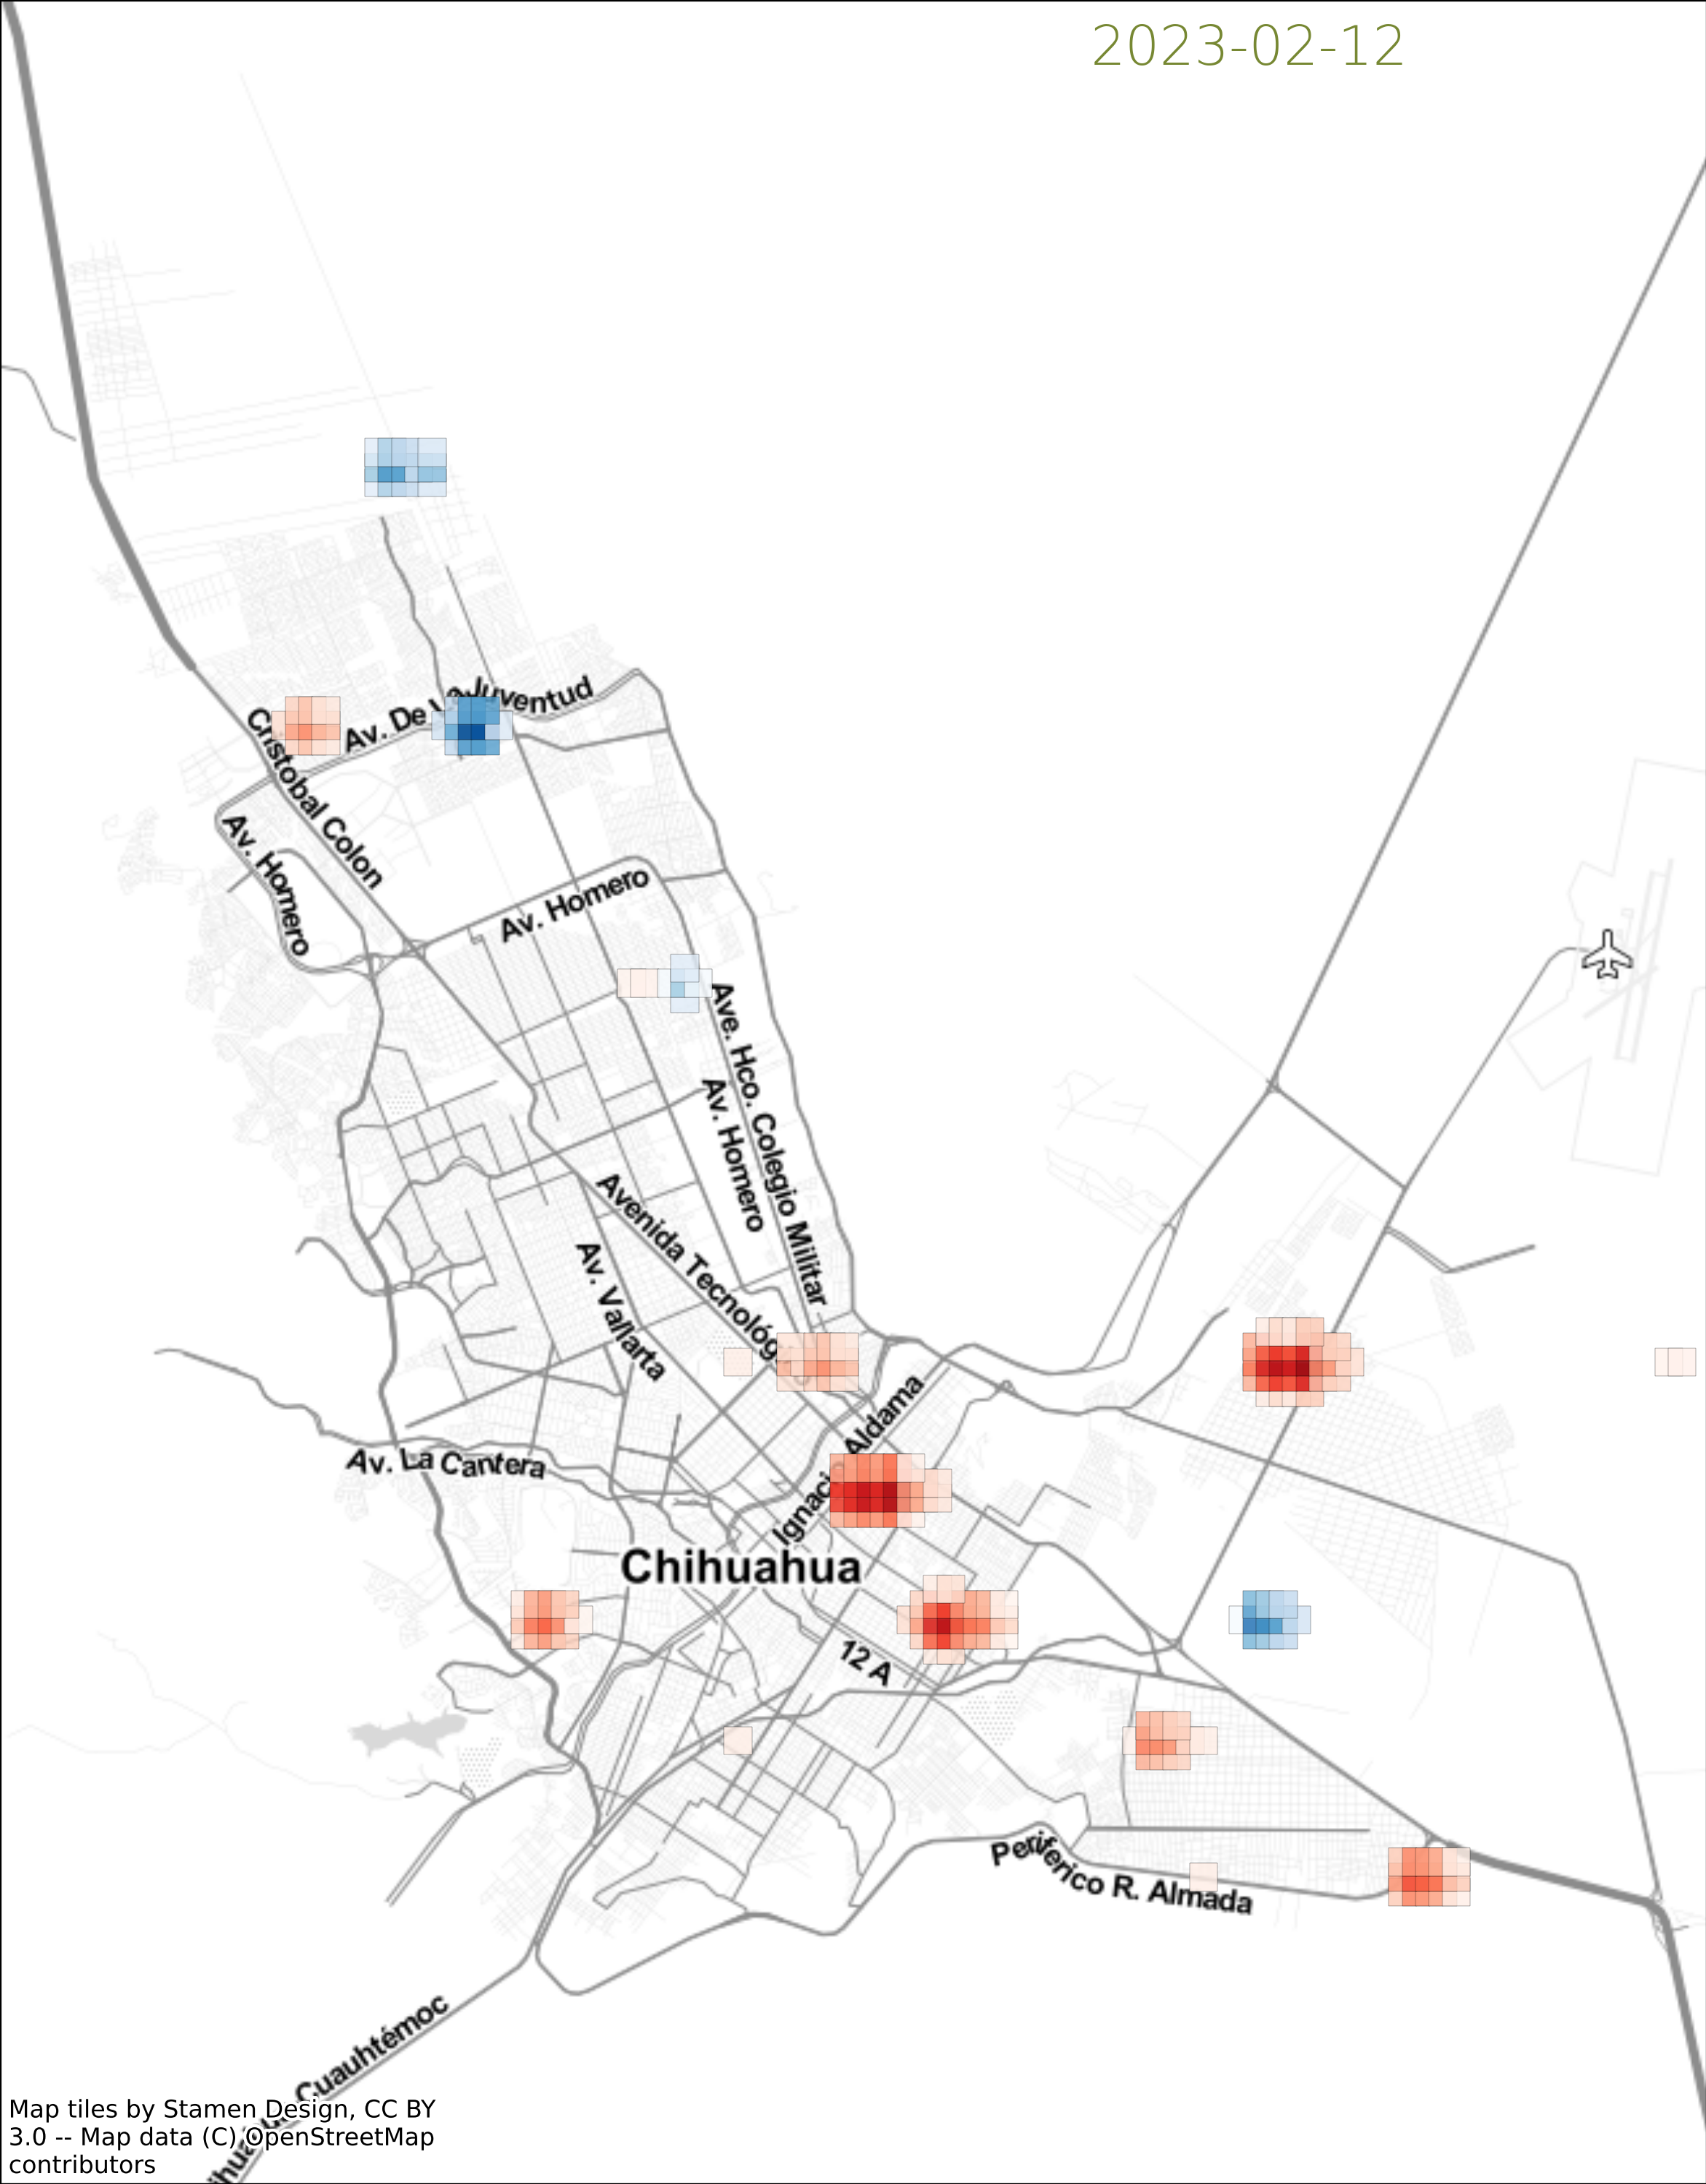 2023-02-12
Av. De La Juventud
Cristobal Colon
Av. Homero
Av. Homero
Ave. Hco. Colegio Militar
Av. Homero
Avenida Tecnológ
Av. Vallarta
Aldama
Av. La Cantera
Ignaci
Chihuahua
12 A
Periferico R. Almada
Cuauhtémoc
Map tiles by Stamen Design, CC BY
3.0 -- Map data (C) OpenStreetMap
contributors